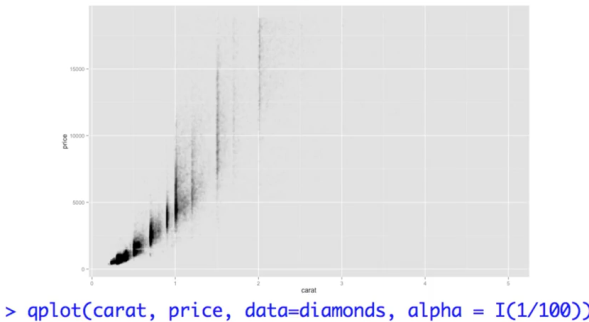 15000
10000
price
5000
0
0 1 2 3 4 5
carat
> qplot(carat, price, data=diamonds, alpha = I(1/100))